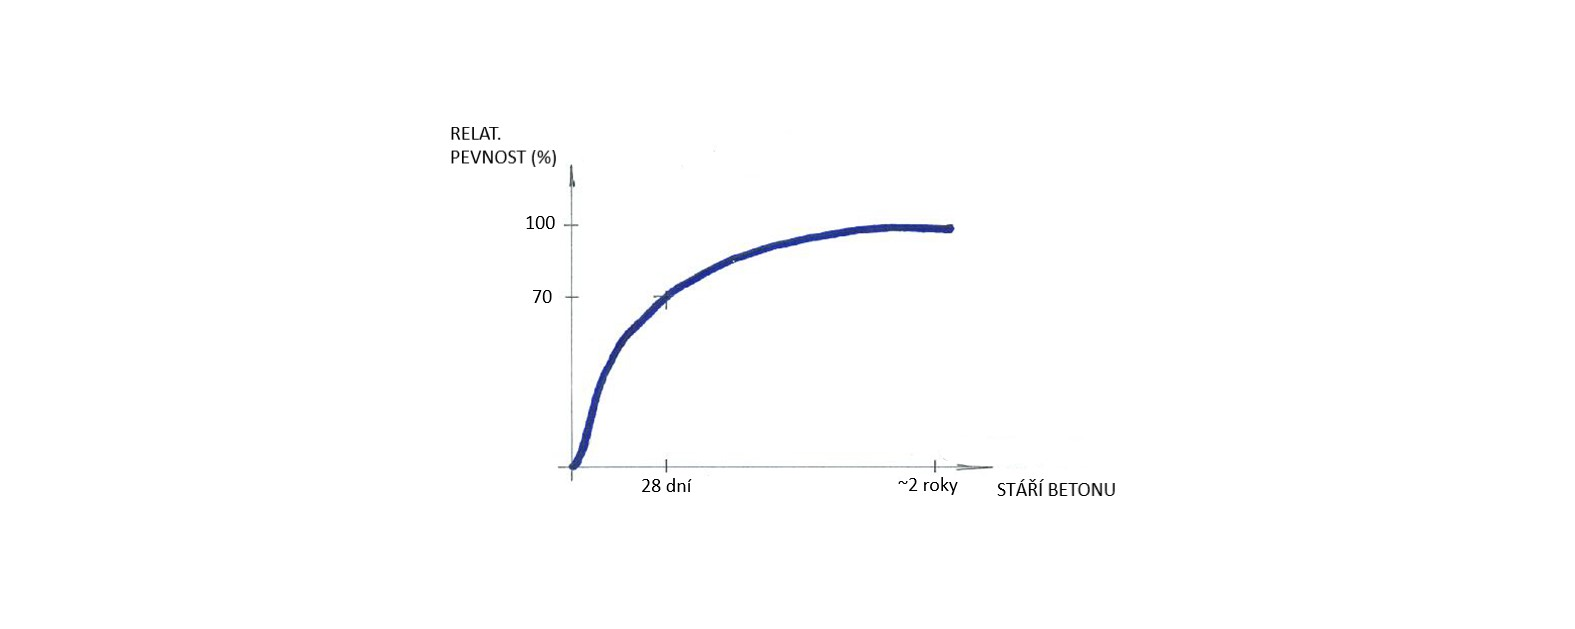 RELAT.
PEVNOST (%)
100
70
28 dní
~2 roky
STÁŘÍ BETONU